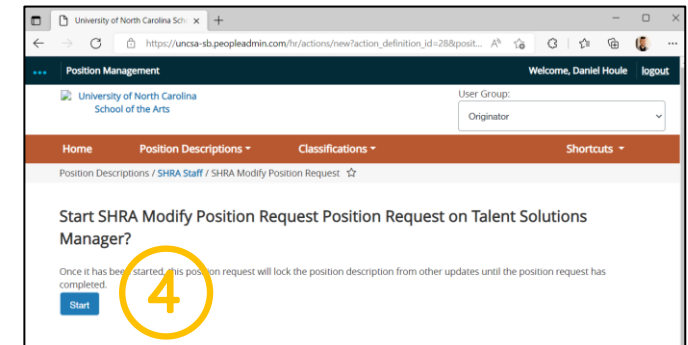 University of North Carolina Scho
https://uncsa-sb.peopleadmin.com/hr/actions/new?action_definition_id=28&posit...
Position Management
Welcome, Daniel Houle
logout
University of North Carolina
School of the Arts
User Group:
Originator
Home
Position Descriptions
Classifications
Shortcuts
Position Descriptions / SHRA Staff / SHRA Modify Position Request
Start SHRA Modify Position Request Position Request on Talent Solutions
Manager?
Once it has been started, this position request will lock the position description from other updates until the position request has
completed.
Start
4